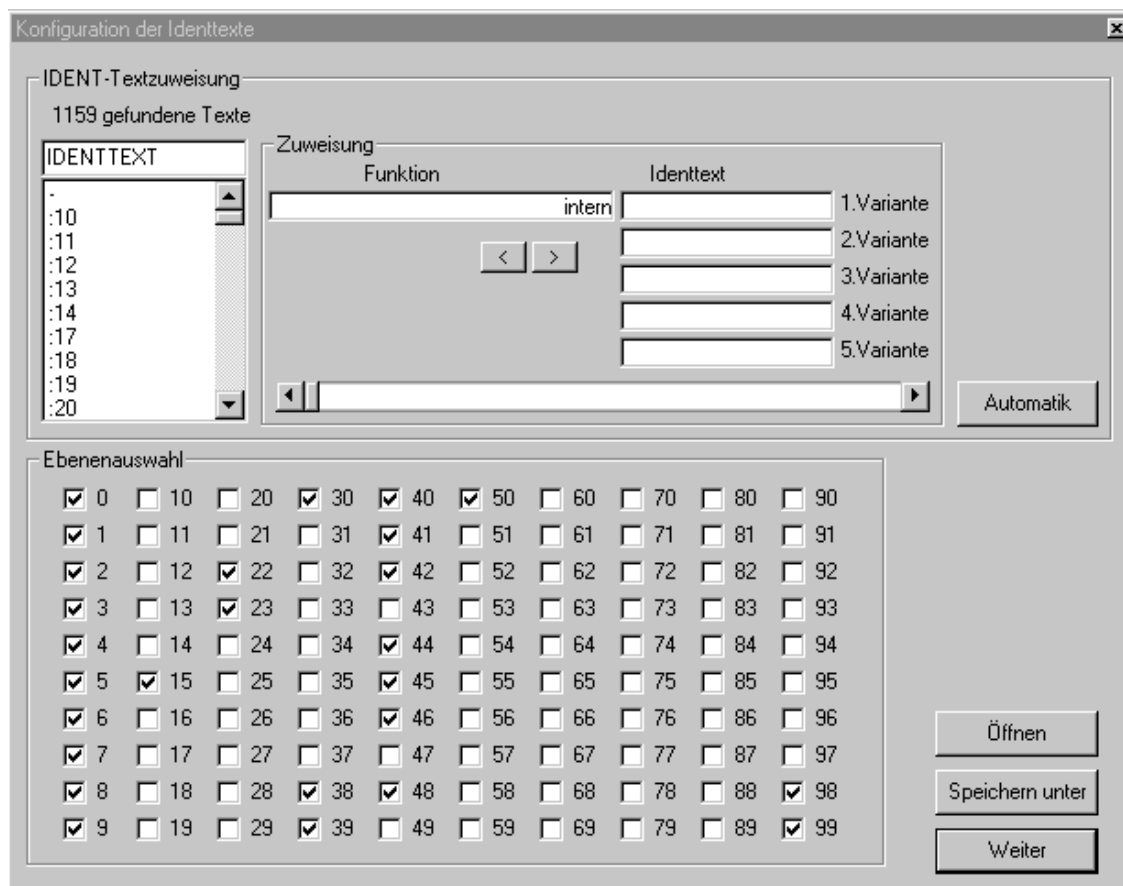 Konfiguration der Identtexte
IDENT-Textzuweisung
1159 gefundene Texte
IDENTTEXT
-
:10
:11
:12
:13
:14
:17
:18
:19
:20
Zuweisung
Funktion Identtext
intern 1.Variante
< > 2.Variante
3.Variante
4.Variante
5.Variante
Automatik
Ebenenauswahl
0 10 20 30 40 50 60 70 80 90
1 11 21 31 41 51 61 71 81 91
2 12 22 32 42 52 62 72 82 92
3 13 23 33 43 53 63 73 83 93
4 14 24 34 44 54 64 74 84 94
5 15 25 35 45 55 65 75 85 95
6 16 26 36 46 56 66 76 86 96
7 17 27 37 47 57 67 77 87 97
8 18 28 38 48 58 68 78 88 98
9 19 29 39 49 59 69 79 89 99
Öffnen
Speichern unter
Weiter